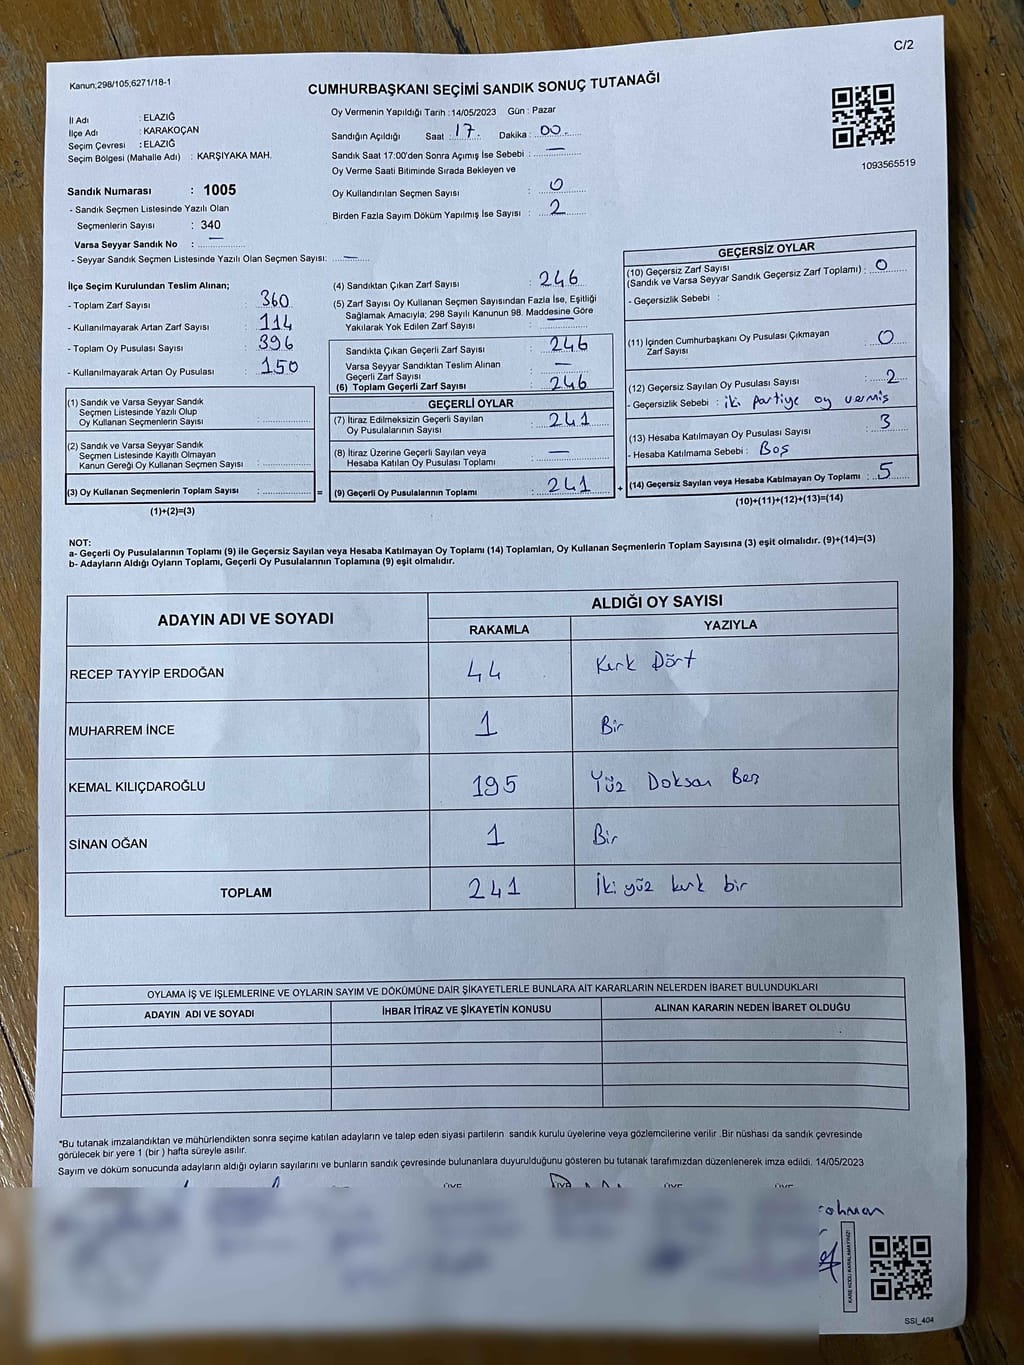 C/2
Kanun;298/105,6271/18-1
CUMHURBAŞKANI SEÇİMİ SANDIK SONUÇ TUTANAĞI
İl Adı : ELAZIĞ
İlçe Adı : KARAKOÇAN
Seçim Çevresi : ELAZIĞ
Seçim Bölgesi (Mahalle Adı) : KARŞIYAKA MAH.
Sandık Numarası : 1005
- Sandık Seçmen Listesinde Yazılı Olan
Seçmenlerin Sayısı : 340
Varsa Seyyar Sandık No : —
- Seyyar Sandık Seçmen Listesinde Yazılı Olan Seçmen Sayısı: —
Oy Vermenin Yapıldığı Tarih : 14/05/2023 Gün : Pazar
Sandığın Açıldığı Saat : 17 Dakika : 00
Sandık Saat 17:00'den Sonra Açımış İse Sebebi : —
Oy Verme Saati Bitiminde Sırada Bekleyen ve
Oy Kullandırılan Seçmen Sayısı : 0
Birden Fazla Sayım Döküm Yapılmış İse Sayısı : 2
1093565519
İlçe Seçim Kurulundan Teslim Alınan;
- Toplam Zarf Sayısı : 360
- Kullanılmayarak Artan Zarf Sayısı : 114
- Toplam Oy Pusulası Sayısı : 396
- Kullanılmayarak Artan Oy Pusulası : 150
(1) Sandık ve Varsa Seyyar Sandık
Seçmen Listesinde Yazılı Olup
Oy Kullanan Seçmenlerin Sayısı :
(2) Sandık ve Varsa Seyyar Sandık
Seçmen Listesinde Kayıtlı Olmayan
Kanun Gereği Oy Kullanan Seçmen Sayısı :
(3) Oy Kullanan Seçmenlerin Toplam Sayısı : =
(1)+(2)=(3)
(4) Sandıktan Çıkan Zarf Sayısı : 246
(5) Zarf Sayısı Oy Kullanan Seçmen Sayısından Fazla İse, Eşitliği
Sağlamak Amacıyla; 298 Sayılı Kanunun 98. Maddesine Göre
Yakılarak Yok Edilen Zarf Sayısı : —
Sandıkta Çıkan Geçerli Zarf Sayısı : 246
Varsa Seyyar Sandıktan Teslim Alınan
Geçerli Zarf Sayısı : —
(6) Toplam Geçerli Zarf Sayısı : 246
GEÇERLİ OYLAR
(7) İtiraz Edilmeksizin Geçerli Sayılan
Oy Pusulalarının Sayısı : 241
(8) İtiraz Üzerine Geçerli Sayılan veya
Hesaba Katılan Oy Pusulası Toplamı : —
(9) Geçerli Oy Pusulalarının Toplamı : 241 +
GEÇERSİZ OYLAR
(10) Geçersiz Zarf Sayısı
(Sandık ve Varsa Seyyar Sandık Geçersiz Zarf Toplamı) : 0
- Geçersizlik Sebebi :
(11) İçinden Cumhurbaşkanı Oy Pusulası Çıkmayan
Zarf Sayısı : 0
(12) Geçersiz Sayılan Oy Pusulası Sayısı : 2
- Geçersizlik Sebebi : iki partiye oy vermiş
(13) Hesaba Katılmayan Oy Pusulası Sayısı : 3
- Hesaba Katılmama Sebebi : Boş
(14) Geçersiz Sayılan veya Hesaba Katılmayan Oy Toplamı : 5
(10)+(11)+(12)+(13)=(14)
NOT:
a- Geçerli Oy Pusulalarının Toplamı (9) ile Geçersiz Sayılan veya Hesaba Katılmayan Oy Toplamı (14) Toplamları, Oy Kullanan Seçmenlerin Toplam Sayısına (3) eşit olmalıdır. (9)+(14)=(3)
b- Adayların Aldığı Oyların Toplamı, Geçerli Oy Pusulalarının Toplamına (9) eşit olmalıdır.
ADAYIN ADI VE SOYADI ALDIĞI OY SAYISI
RAKAMLA YAZIYLA
RECEP TAYYİP ERDOĞAN 44 Kırk Dört
MUHARREM İNCE 1 Bir
KEMAL KILIÇDAROĞLU 195 Yüz Doksan Beş
SİNAN OĞAN 1 Bir
TOPLAM 241 İki yüz kırk bir
OYLAMA İŞ VE İŞLEMLERİNE VE OYLARIN SAYIM VE DÖKÜMÜNE DAİR ŞİKAYETLERLE BUNLARA AİT KARARLARIN NELERDEN İBARET BULUNDUKLARI
ADAYIN ADI VE SOYADI İHBAR İTİRAZ VE ŞİKAYETİN KONUSU ALINAN KARARIN NEDEN İBARET OLDUĞU
*Bu tutanak imzalandıktan ve mühürlendikten sonra seçime katılan adayların ve talep eden siyasi partilerin sandık kurulu üyelerine veya gözlemcilerine verilir .Bir nüshası da sandık çevresinde
görülecek bir yere 1 (bir ) hafta süreyle asılır.
Sayım ve döküm sonucunda adayların aldığı oyların sayılarını ve bunların sandık çevresinde bulunanlara duyurulduğunu gösteren bu tutanak tarafımızdan düzenlenerek imza edildi. 14/05/2023
KARE KODU KARALAMAYINIZ!
SSI_404